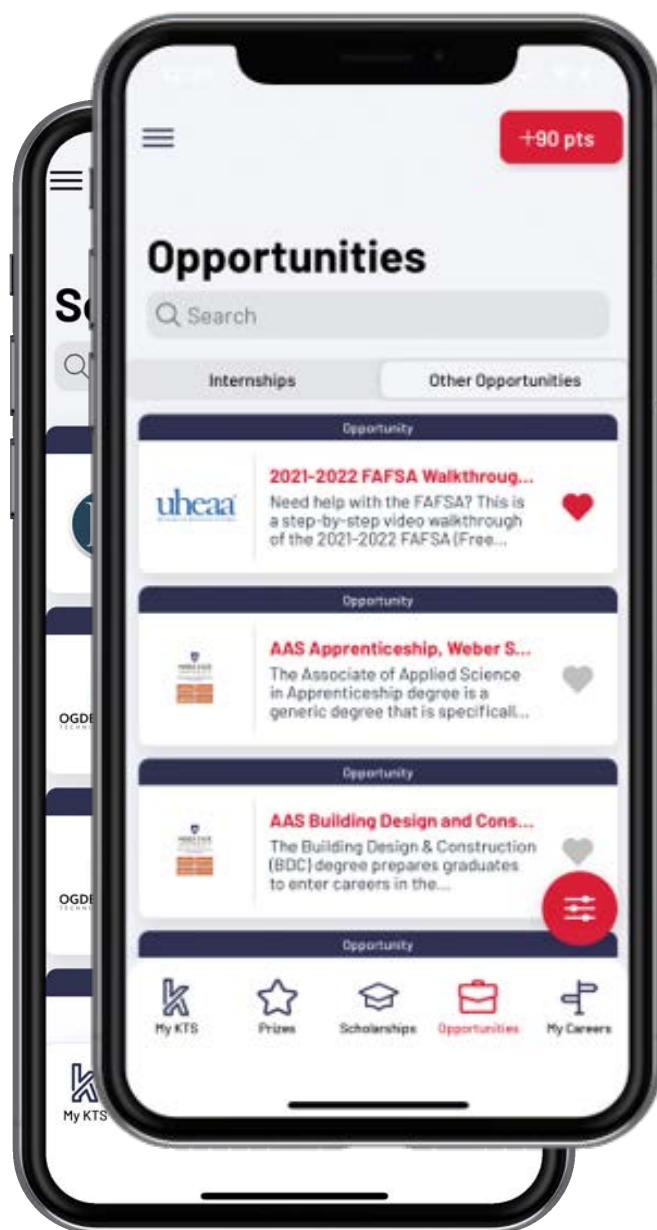 +90 pts
Opportunities
Search
Internships
Other Opportunities
Opportunity
uheaa
2021-2022 FAFSA Walkthroug...
Need help with the FAFSA? This is
a step-by-step video walkthrough
of the 2021-2022 FAFSA (Free...
Opportunity
AAS Apprenticeship, Weber S...
The Associate of Applied Science
in Apprenticeship degree is a
generic degree that is specificall...
Opportunity
AAS Building Design and Cons...
The Building Design & Construction
(BDC) degree prepares graduates
to enter careers in the...
Opportunity
My KTS
Prizes
Scholarships
Opportunities
My Careers
My KTS